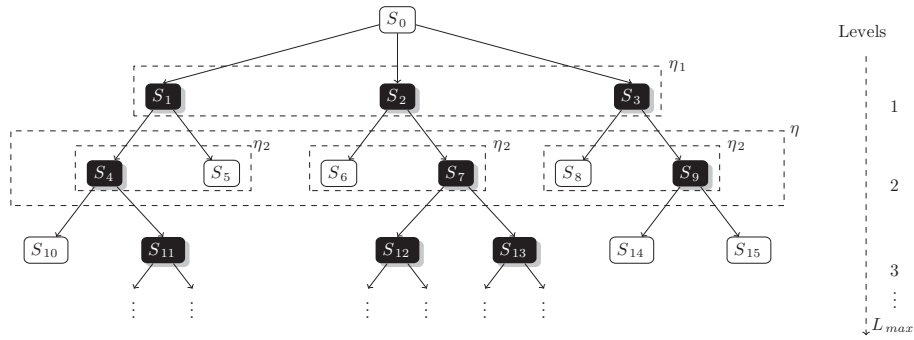 S0
Levels
η1
S1 S2 S3
1
η
η2 η2 η2
S4 S5 S6 S7 S8 S9
2
S10 S11 S12 S13 S14 S15
3
⋮ ⋮ ⋮ ⋮ ⋮ ⋮ ⋮
Lmax